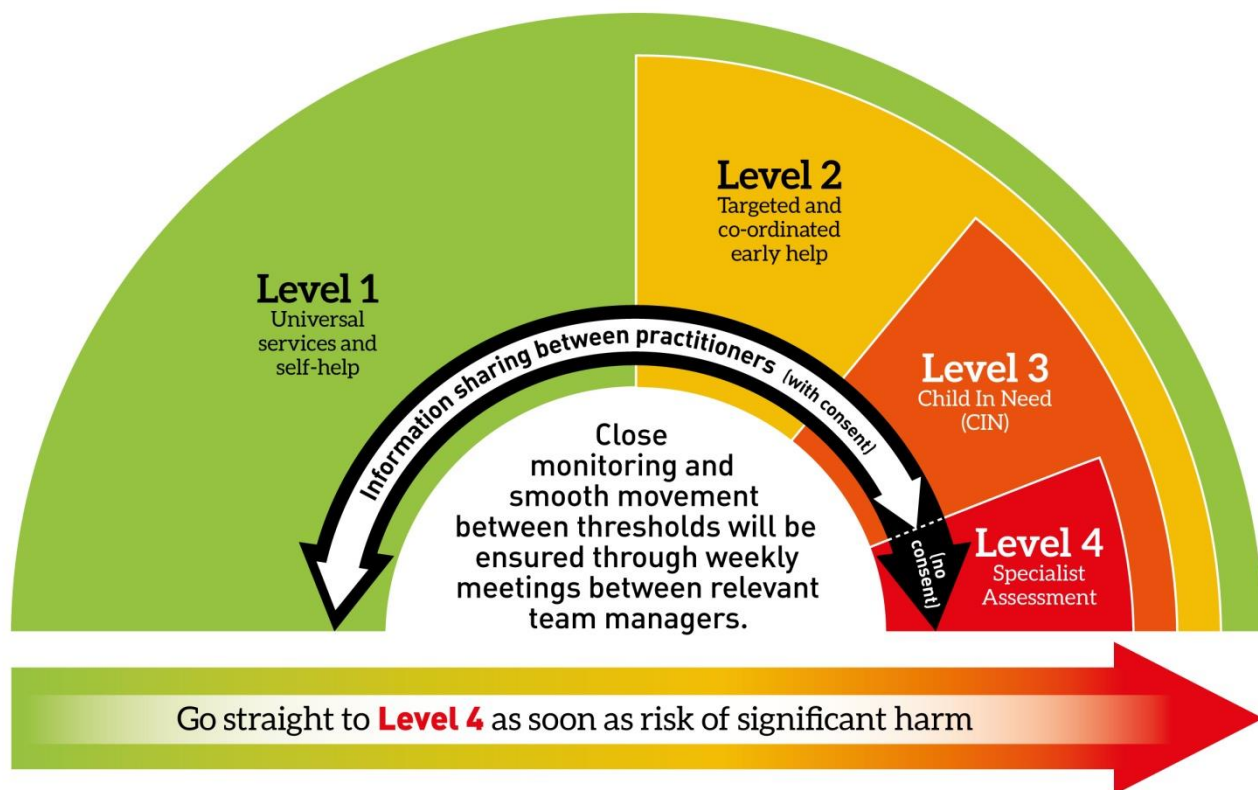 Level 1
Universal
services and
self-help
Level 2
Targeted and
co-ordinated
early help
Level 3
Child In Need
(CIN)
Level 4
Specialist
Assessment
Information sharing between practitioners (with consent)
(no
consent)
Close
monitoring and
smooth movement
between thresholds will be
ensured through weekly
meetings between relevant
team managers.
Go straight to Level 4 as soon as risk of significant harm